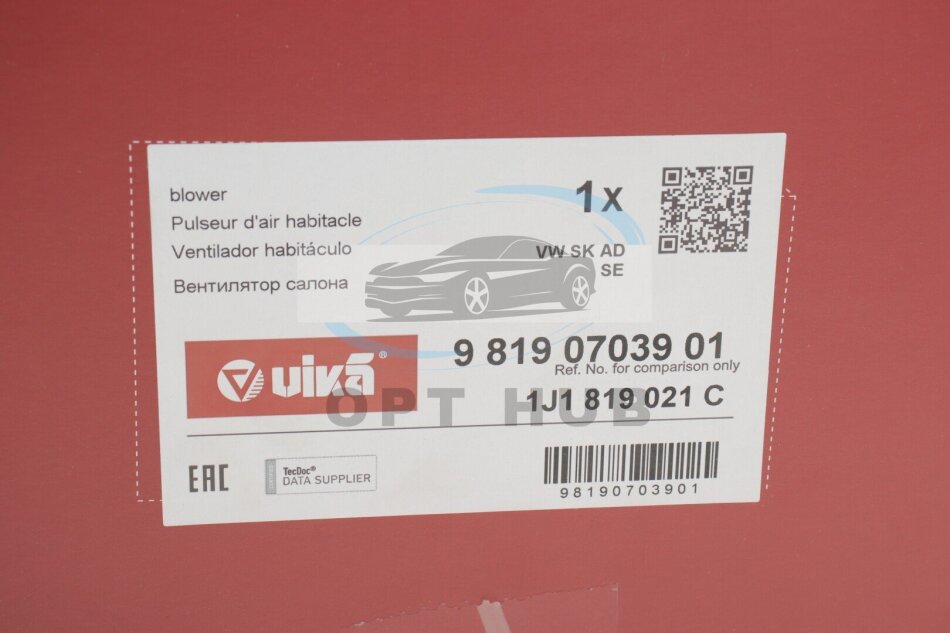 blower
Pulseur d'air habitacle
Ventilador habitáculo
Вентилятор салона
1x
VW SK AD
SE
vika®
9 819 07039 01
Ref. No. for comparison only
1J1 819 021 C
OPT HUB
EAC
CERTIFIED
TecDoc®
DATA SUPPLIER
98190703901